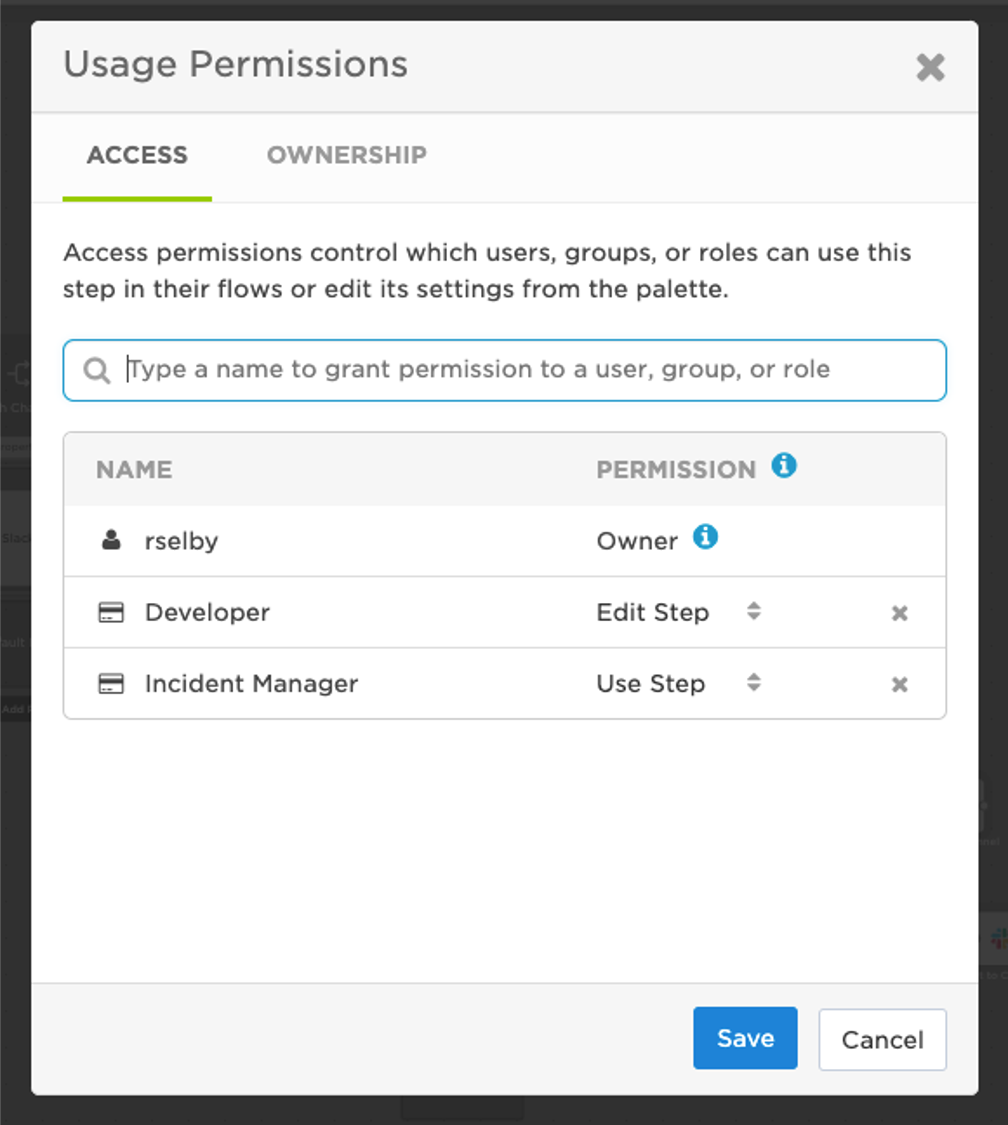 Usage Permissions
ACCESS
OWNERSHIP
Access permissions control which users, groups, or roles can use this
step in their flows or edit its settings from the palette.
Type a name to grant permission to a user, group, or role
NAME
PERMISSION
rselby
Owner
Developer
Edit Step
Incident Manager
Use Step
Save
Cancel